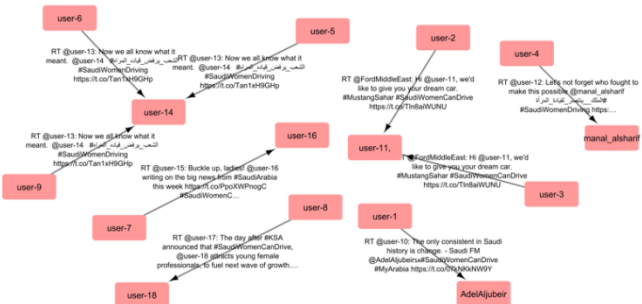 user-6
user-5
user-2
user-4
RT @user-13: Now we all know what it
meant. @user-14 #الشعب_يرفض_قياده_المراه
#SaudiWomenDriving
https://t.co/Tan1xH9GHp
RT @user-13: Now we all know what it
meant. @user-14 #الشعب_يرفض_قياده_المراه
#SaudiWomenDriving
https://t.co/Tan1xH9GHp
RT @FordMiddleEast: Hi @user-11, we'd
like to give you your dream car.
#MustangSahar #SaudiWomenCanDrive
https://t.co/TIn8aiWUNU
RT @user-12: Let's not forget who fought to
make this possible @manal_alsharif
#الملك_ينتصر_لقيادة_المرأة
#SaudiWomenDriving https:…
user-14
user-16
manal_alsharif
user-11,
RT @user-13: Now we all know what it
meant. @user-14 #الشعب_يرفض_قياده_المراه
#SaudiWomenDriving
https://t.co/Tan1xH9GHp
RT @user-15: Buckle up, ladies! @user-16
writing on the big news from #SaudiArabia
this week https://t.co/PpoXWPnogC
#SaudiWomenC…
@FordMiddleEast: Hi @user-11, we'd
like to give you your dream car.
#MustangSahar #SaudiWomenCanDrive
https://t.co/TIn8aiWUNU
user-9
user-3
user-7
user-8
user-1
RT @user-17: The day after #KSA
announced that #SaudiWomenCanDrive,
@user-18 attracts young female
professionals, to fuel next wave of growth.…
RT @user-10: The only consistent in Saudi
history is change. - Saudi FM
@AdelAljubeir #SaudiWomenCanDrive
#MyArabia https://t.co/07kNKkNW9Y
user-18
AdelAljubeir